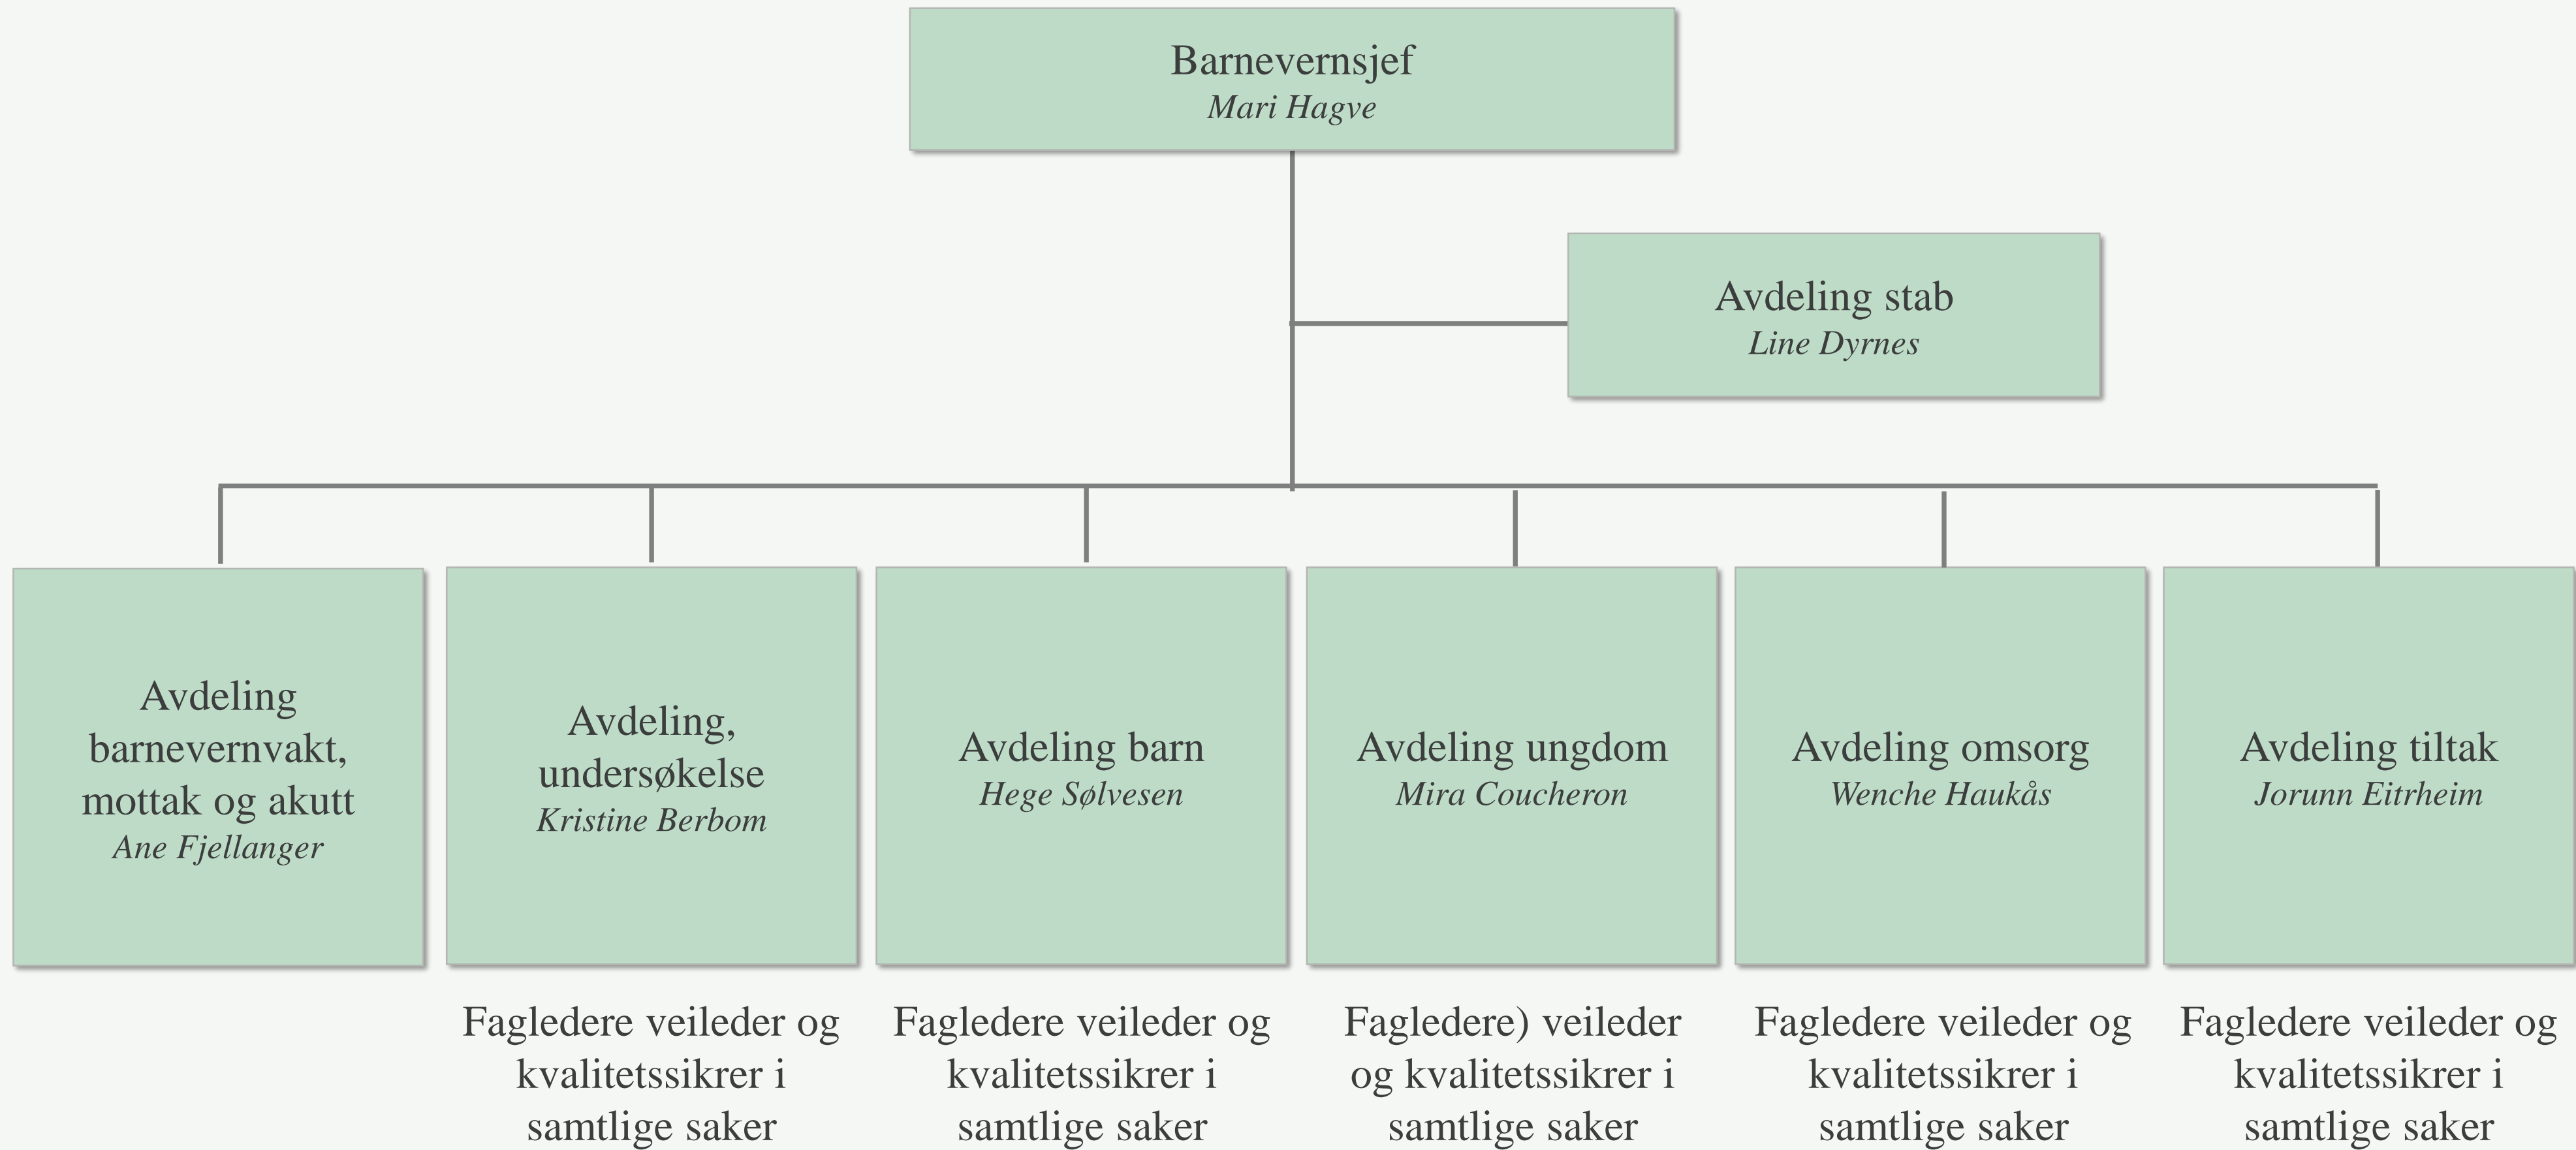 Barnevernsjef
Mari Hagve
Avdeling stab
Line Dyrnes
Avdeling
barnevernvakt,
mottak og akutt
Ane Fjellanger
Avdeling,
undersøkelse
Kristine Berbom
Avdeling barn
Hege Sølvesen
Avdeling ungdom
Mira Coucheron
Avdeling omsorg
Wenche Haukås
Avdeling tiltak
Jorunn Eitrheim
Fagledere veileder og
kvalitetssikrer i
samtlige saker
Fagledere veileder og
kvalitetssikrer i
samtlige saker
Fagledere) veileder
og kvalitetssikrer i
samtlige saker
Fagledere veileder og
kvalitetssikrer i
samtlige saker
Fagledere veileder og
kvalitetssikrer i
samtlige saker